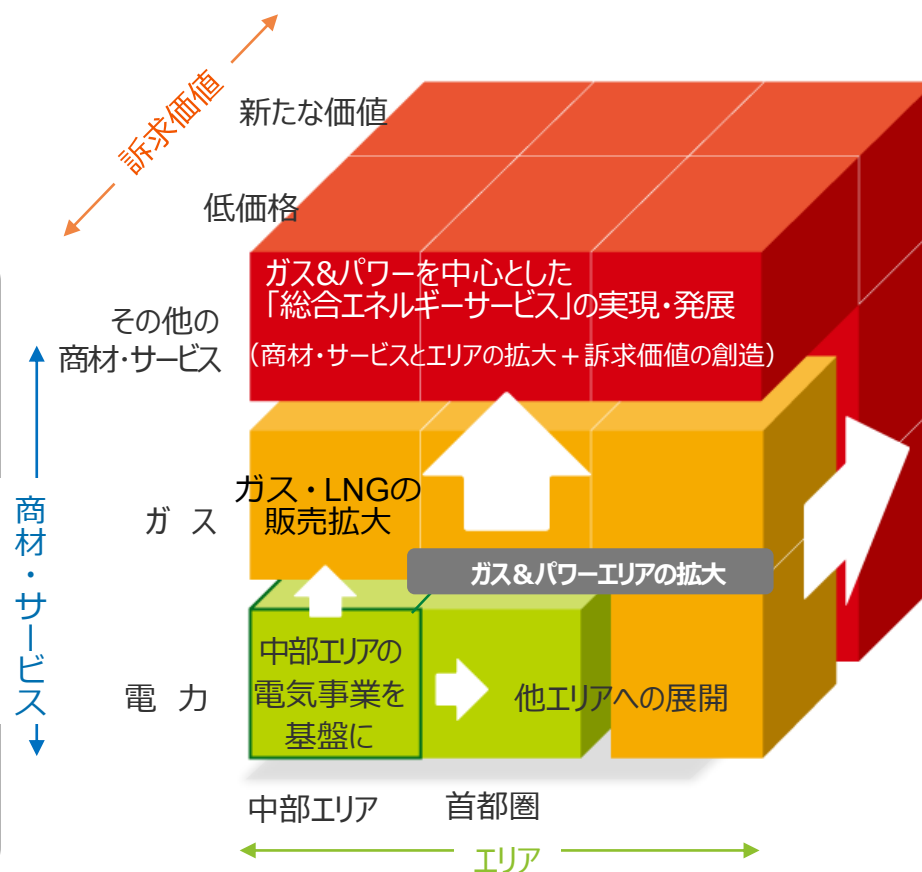 訴求価値
新たな価値
低価格
ガス&パワーを中心とした
「総合エネルギーサービス」の実現・発展
(商材・サービスとエリアの拡大+訴求価値の創造)
その他の
商材・サービス
ガス・LNGの
販売拡大
ガス
ガス&パワーエリアの拡大
商材・サービス
中部エリアの
電気事業を
基盤に
他エリアへの展開
電力
中部エリア
首都圏
エリア